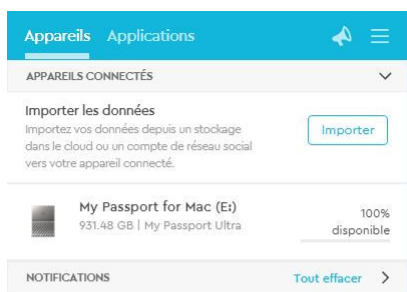 Appareils Applications
APPAREILS CONNECTÉS
Importer les données
Importez vos données depuis un stockage
dans le cloud ou un compte de réseau social
vers votre appareil connecté.
Importer
My Passport for Mac (E:)
931.48 GB | My Passport Ultra
100%
disponible
NOTIFICATIONS Tout effacer